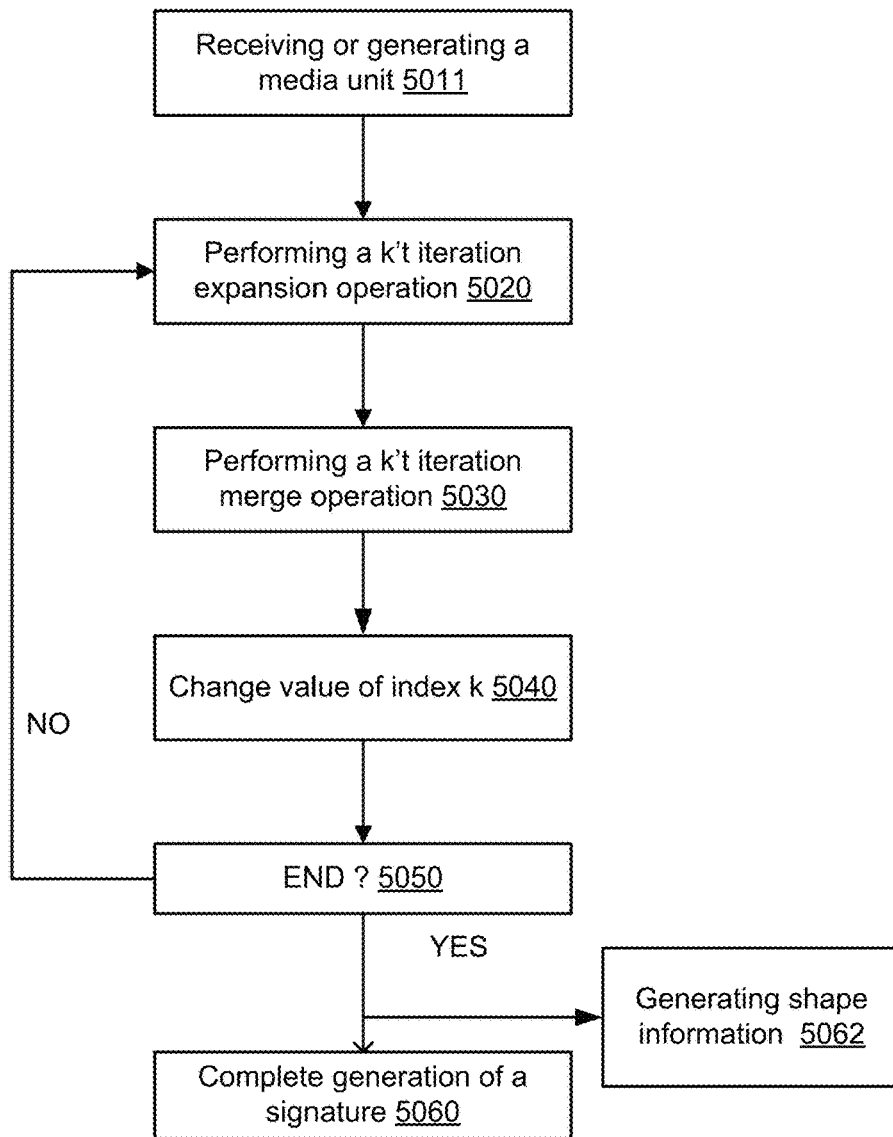 Receiving or generating a
media unit 5011
Performing a k't iteration
expansion operation 5020
Performing a k't iteration
merge operation 5030
Change value of index k 5040
NO
END ? 5050
YES
Generating shape
information 5062
Complete generation of a
signature 5060